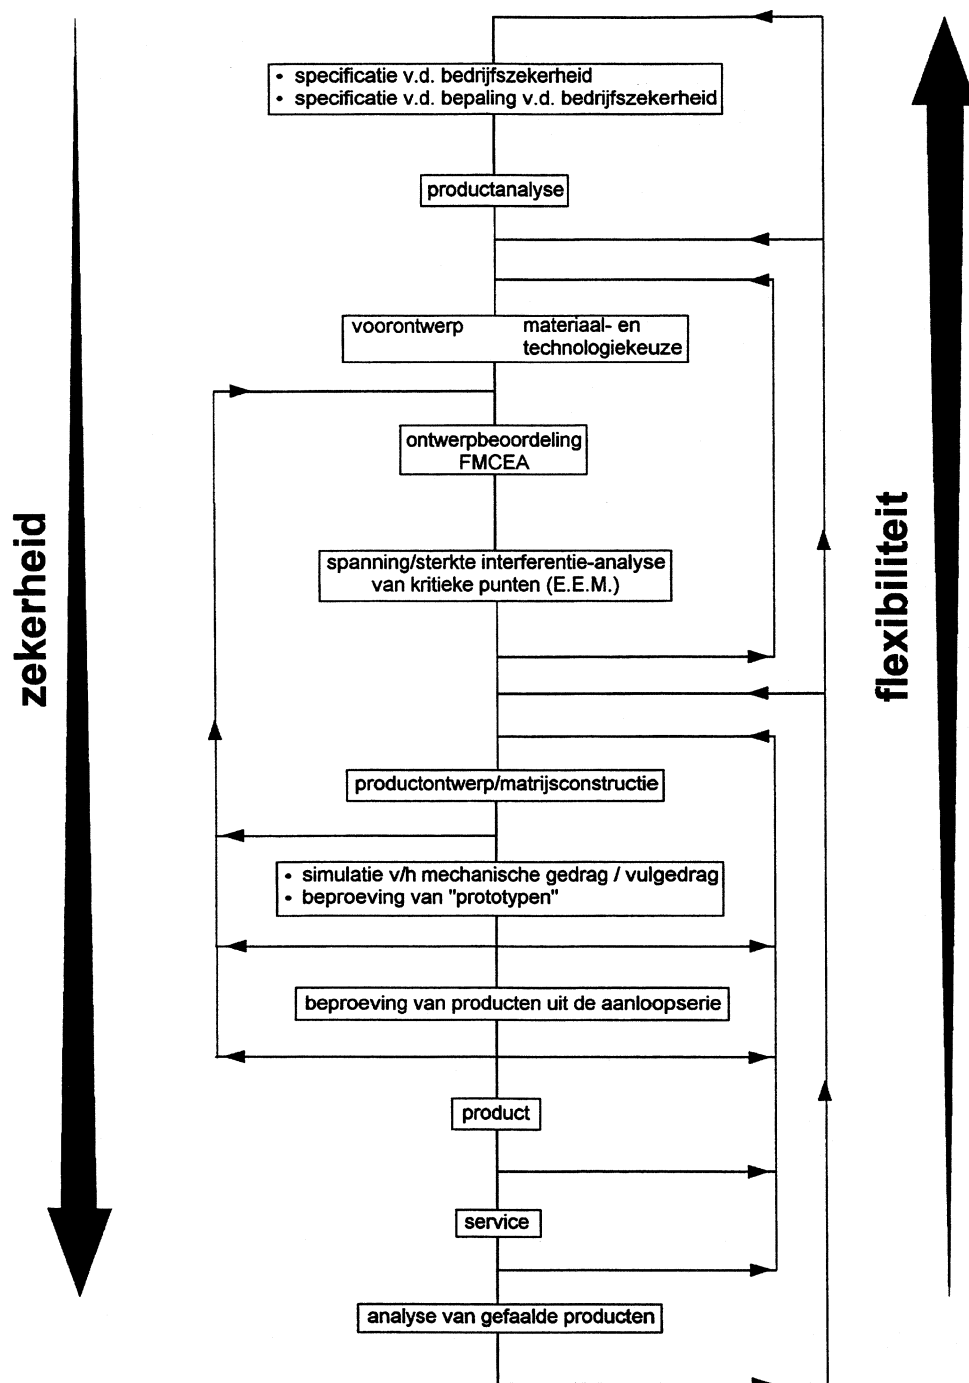 • specificatie v.d. bedrijfszekerheid
• specificatie v.d. bepaling v.d. bedrijfszekerheid
productanalyse
voorontwerp materiaal- en
technologiekeuze
ontwerpbeoordeling
FMCEA
spanning/sterkte interferentie-analyse
van kritieke punten (E.E.M.)
zekerheid
flexibiliteit
productontwerp/matrijsconstructie
• simulatie v/h mechanische gedrag / vulgedrag
• beproeving van "prototypen"
beproeving van producten uit de aanloopserie
product
service
analyse van gefaalde producten